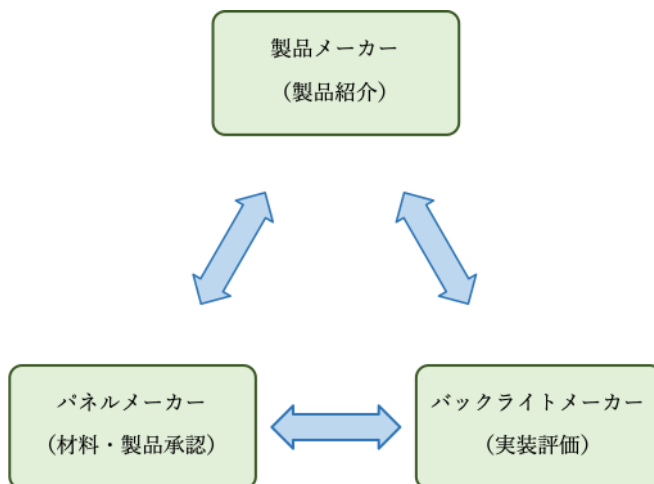 製品メーカー
（製品紹介）
パネルメーカー
（材料・製品承認）
バックライトメーカー
（実装評価）